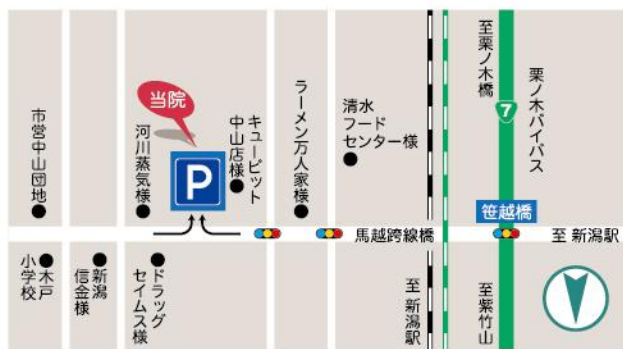 市営中山団地
河川蒸気様
当院
P
キューピット
中山店様
ラーメン万人家様
清水
フード
センター様
至栗ノ木橋
7
栗ノ木バイパス
笹越橋
馬越跨線橋
至 新潟駅
木戸
小学校
新潟
信金様
ドラッグ
セイムス様
至 新潟駅
至紫竹山